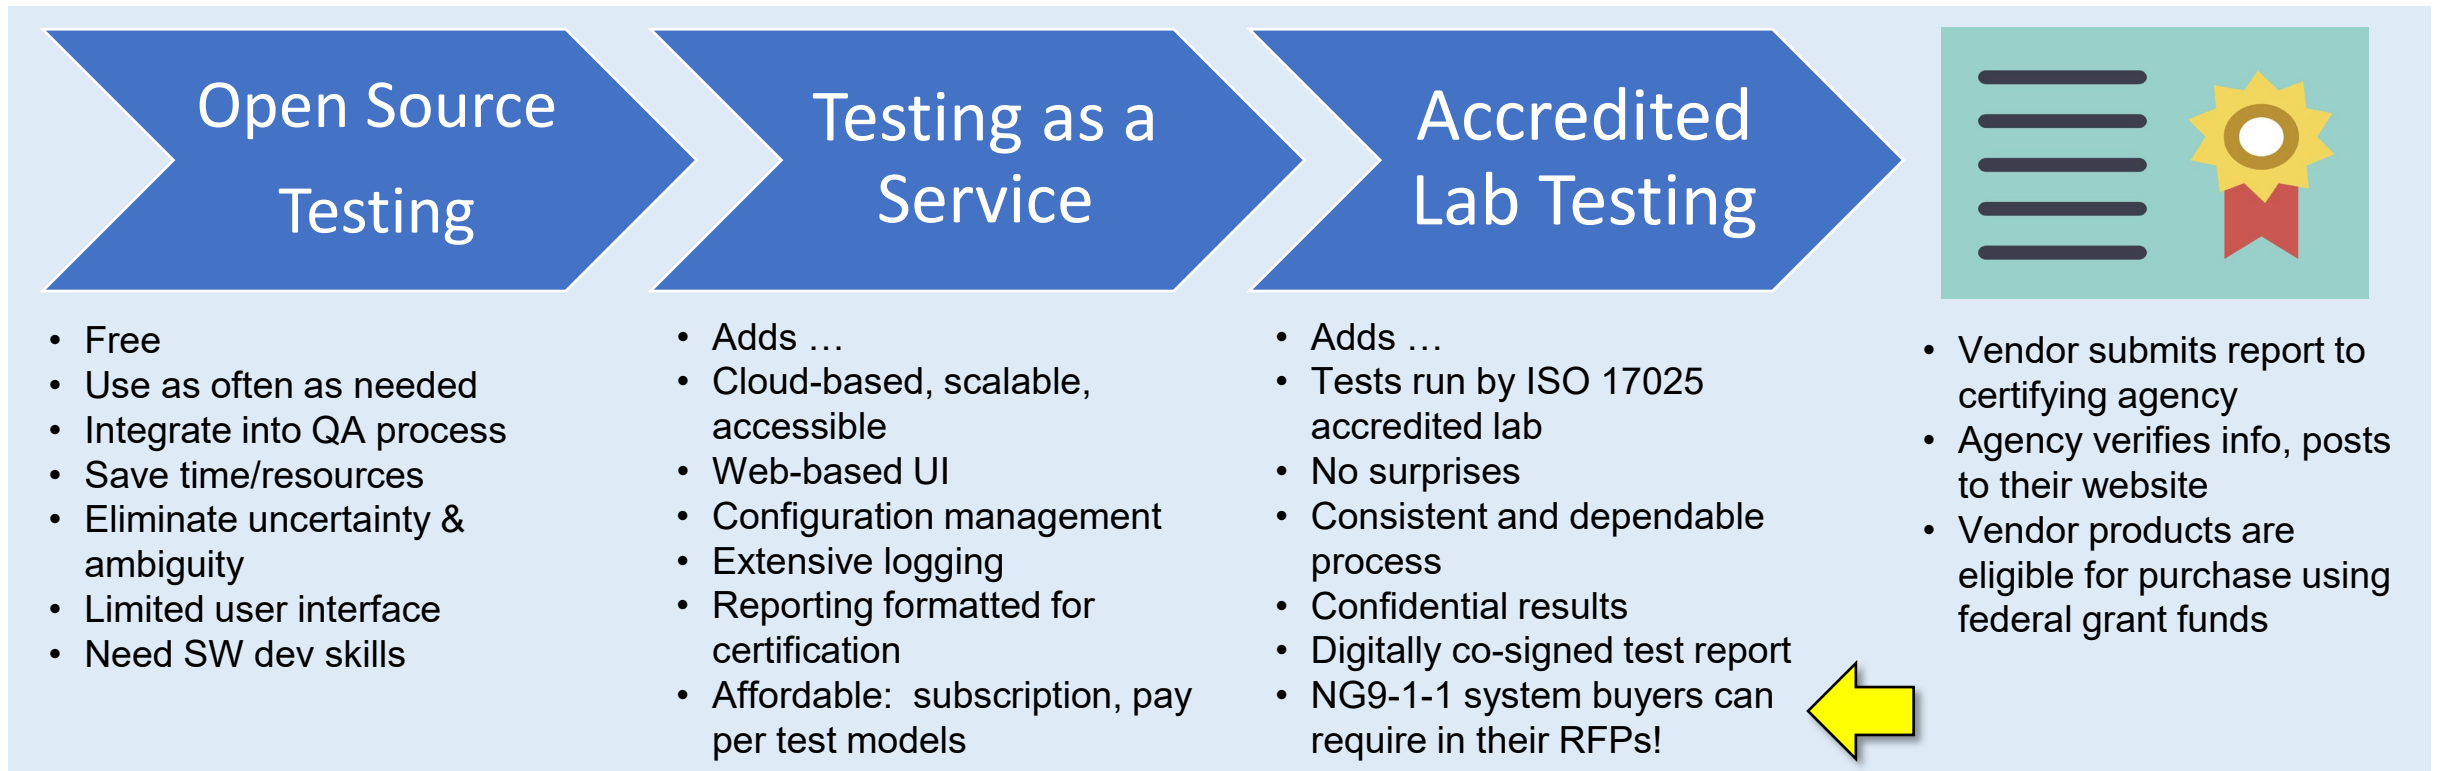 Open Source
Testing
• Free
• Use as often as needed
• Integrate into QA process
• Save time/resources
• Eliminate uncertainty &
ambiguity
• Limited user interface
• Need SW dev skills
Testing as a
Service
• Adds …
• Cloud-based, scalable,
accessible
• Web-based UI
• Configuration management
• Extensive logging
• Reporting formatted for
certification
• Affordable:  subscription, pay
per test models
Accredited
Lab Testing
• Adds …
• Tests run by ISO 17025
accredited lab
• No surprises
• Consistent and dependable
process
• Confidential results
• Digitally co-signed test report
• NG9-1-1 system buyers can
require in their RFPs!
• Vendor submits report to
certifying agency
• Agency verifies info, posts
to their website
• Vendor products are
eligible for purchase using
federal grant funds